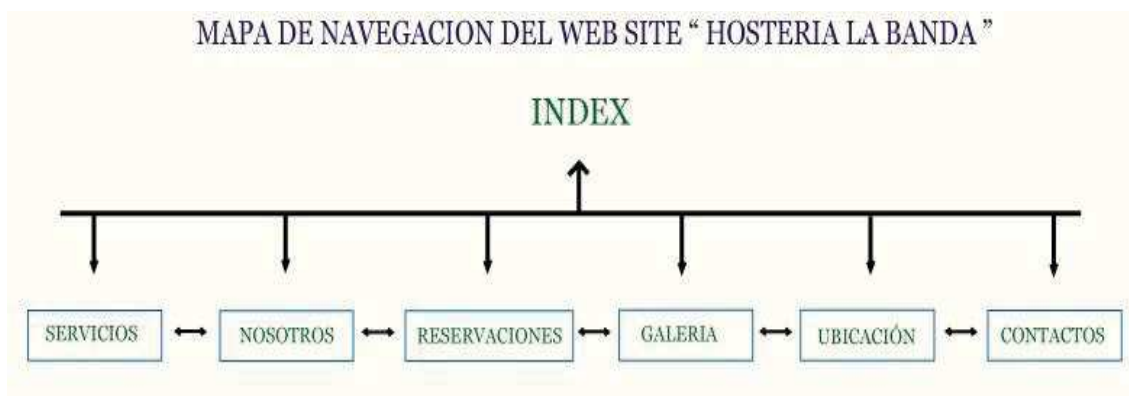 MAPA DE NAVEGACION DEL WEB SITE “ HOSTERIA LA BANDA ”
INDEX
SERVICIOS NOSOTROS RESERVACIONES GALERIA UBICACIÓN CONTACTOS